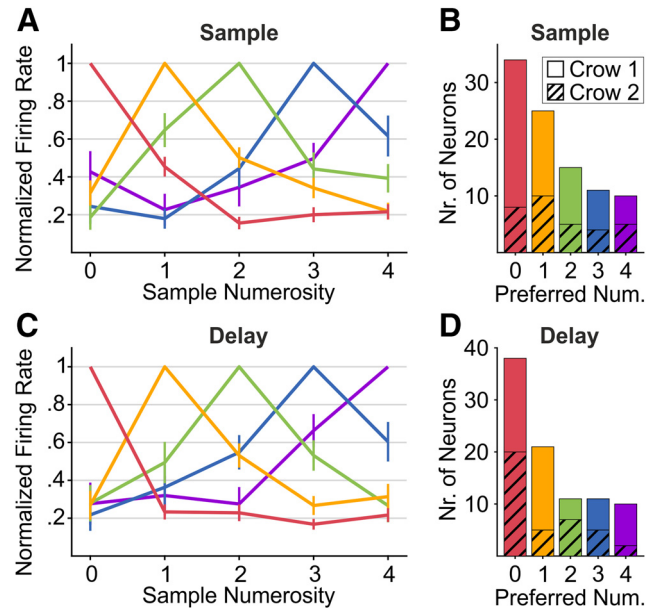 A
Sample
Normalized Firing Rate
1
.8
.6
.4
.2
0 1 2 3 4
Sample Numerosity
B
Sample
Nr. of Neurons
30
20
10
Crow 1
Crow 2
0 1 2 3 4
Preferred Num.
C
Delay
Normalized Firing Rate
1
.8
.6
.4
.2
0 1 2 3 4
Sample Numerosity
D
Delay
Nr. of Neurons
40
30
20
10
0 1 2 3 4
Preferred Num.